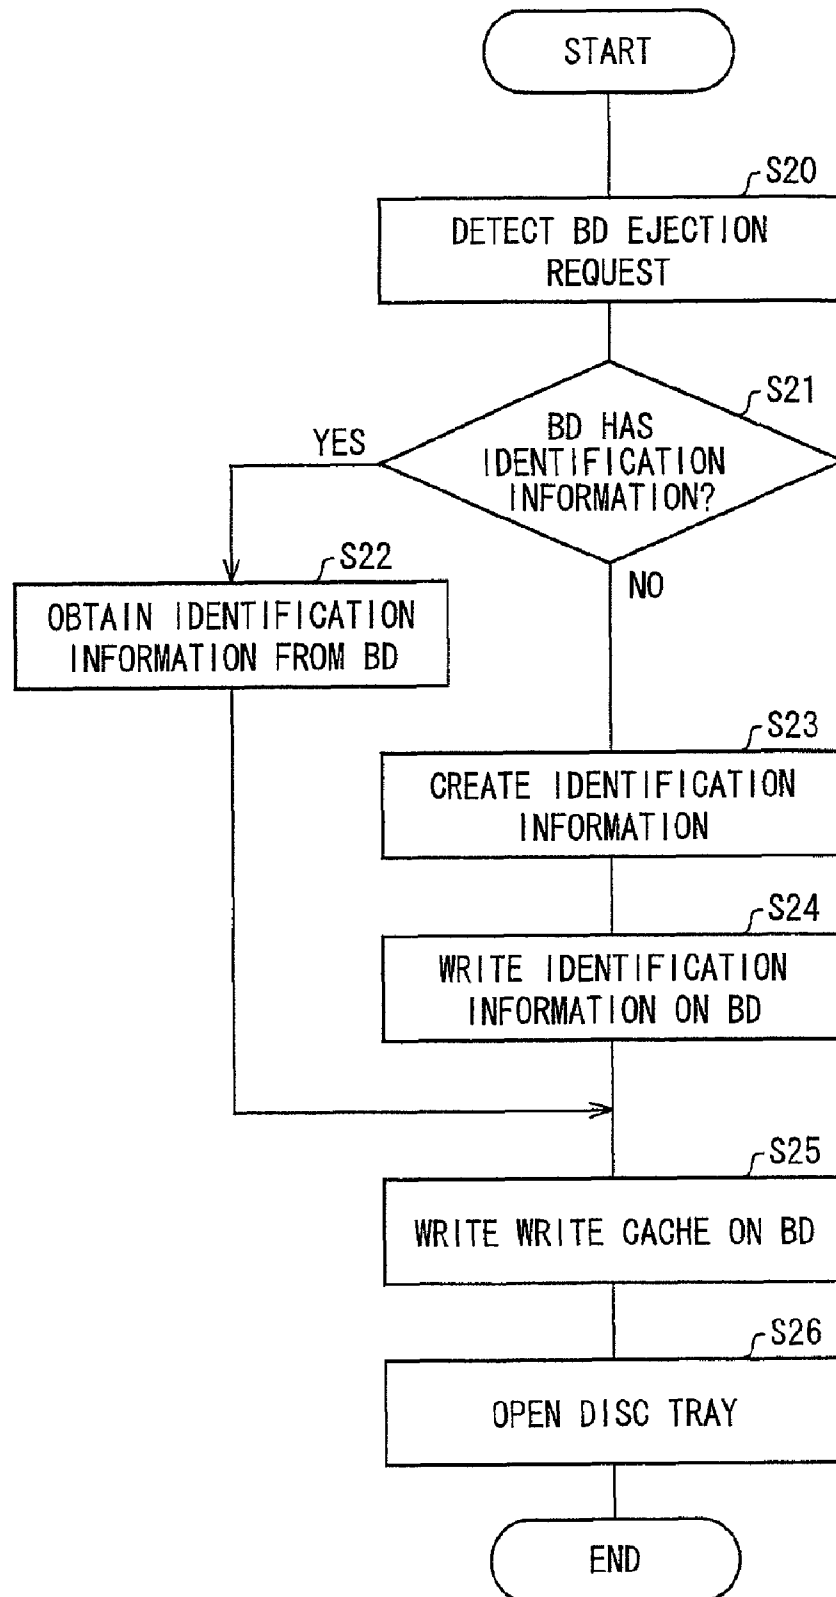 START
S20
DETECT BD EJECTION
REQUEST
S21
BD HAS
IDENTIFICATION
INFORMATION?
YES
NO
S22
OBTAIN IDENTIFICATION
INFORMATION FROM BD
S23
CREATE IDENTIFICATION
INFORMATION
S24
WRITE IDENTIFICATION
INFORMATION ON BD
S25
WRITE WRITE CACHE ON BD
S26
OPEN DISC TRAY
END